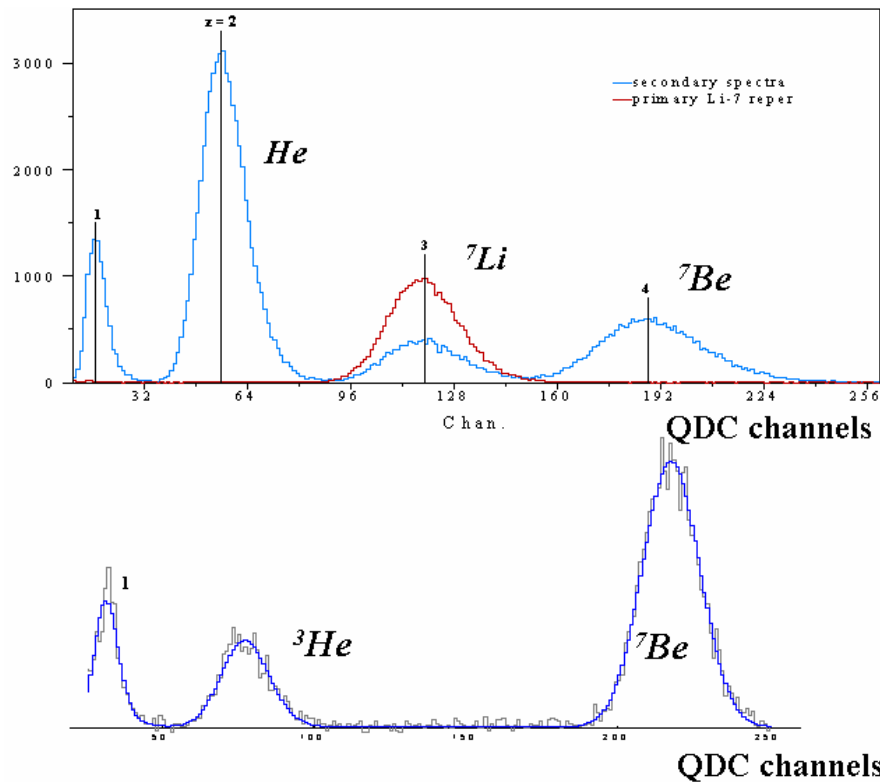 z = 2
3000
secondary spectra
primary Li-7 reper
He
2000
1
3
⁷Li
⁷Be
1000
4
0
32 64 96 128 160 192 224 256
Chan.
QDC channels
1
³He
⁷Be
50 100 150 200 250
QDC channels